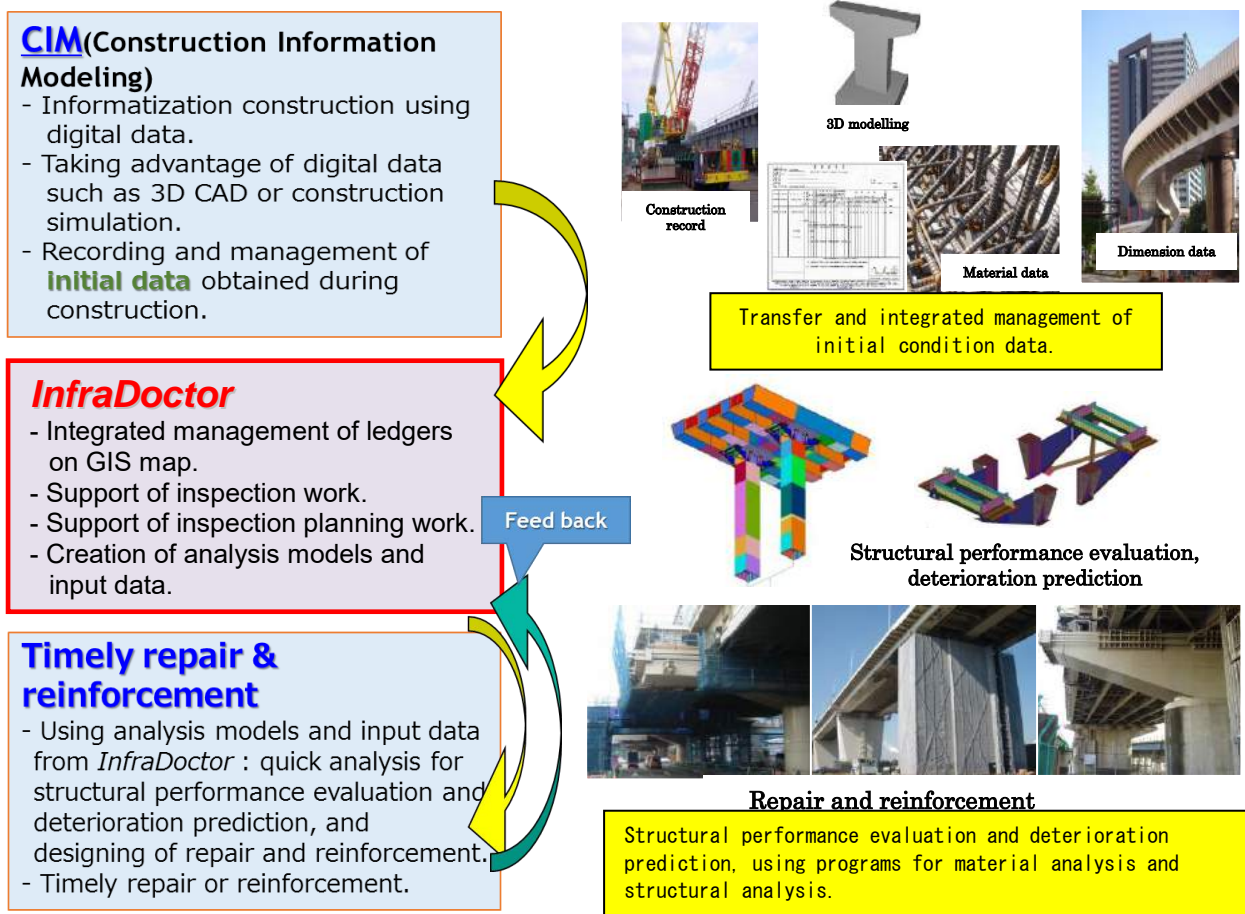 CIM(Construction Information
Modeling)
- Informatization construction using
digital data.
- Taking advantage of digital data
such as 3D CAD or construction
simulation.
- Recording and management of
initial data obtained during
construction.
InfraDoctor
- Integrated management of ledgers
on GIS map.
- Support of inspection work.
- Support of inspection planning work.
- Creation of analysis models and
input data.
Feed back
Timely repair &
reinforcement
- Using analysis models and input data
from InfraDoctor : quick analysis for
structural performance evaluation and
deterioration prediction, and
designing of repair and reinforcement.
- Timely repair or reinforcement.
3D modelling
Construction
record
Material data
Dimension data
Transfer and integrated management of
initial condition data.
Structural performance evaluation,
deterioration prediction
Repair and reinforcement
Structural performance evaluation and deterioration
prediction, using programs for material analysis and
structural analysis.